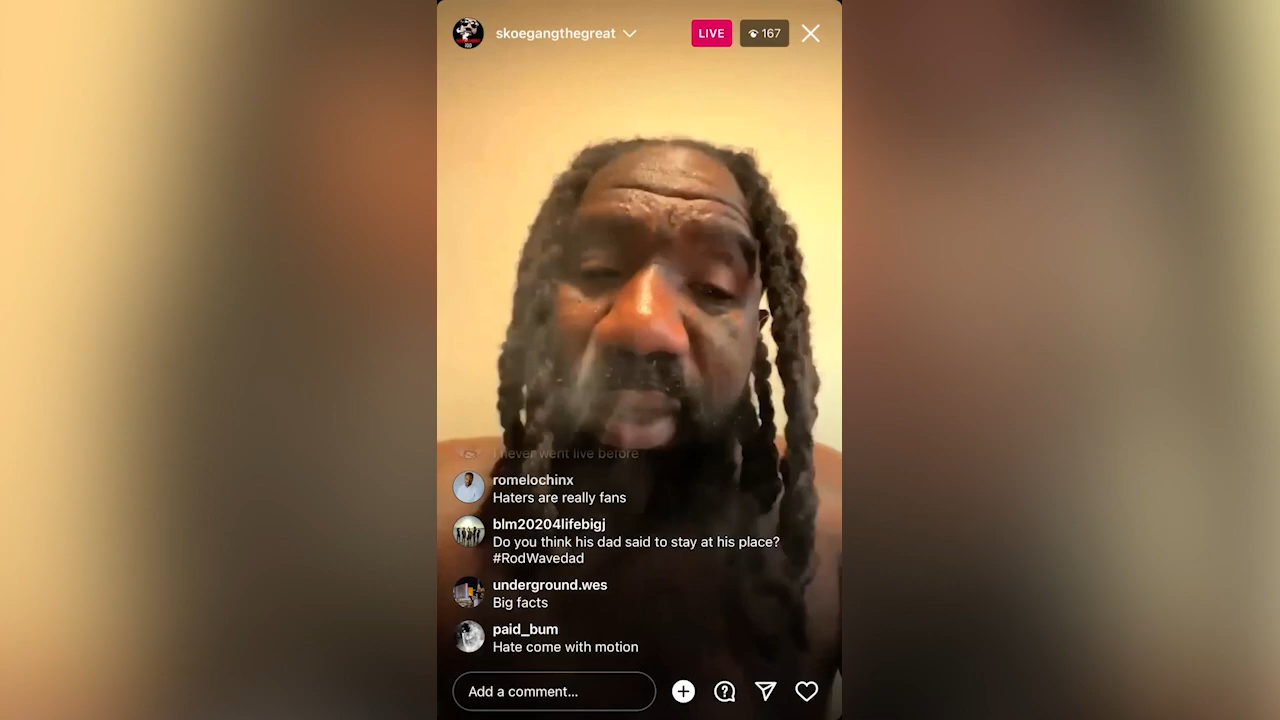 skoegangthegreat
LIVE
167
I never went live before
romelochinx
Haters are really fans
blm20204lifebigj
Do you think his dad said to stay at his place?
#RodWavedad
underground.wes
Big facts
paid_bum
Hate come with motion
Add a comment...